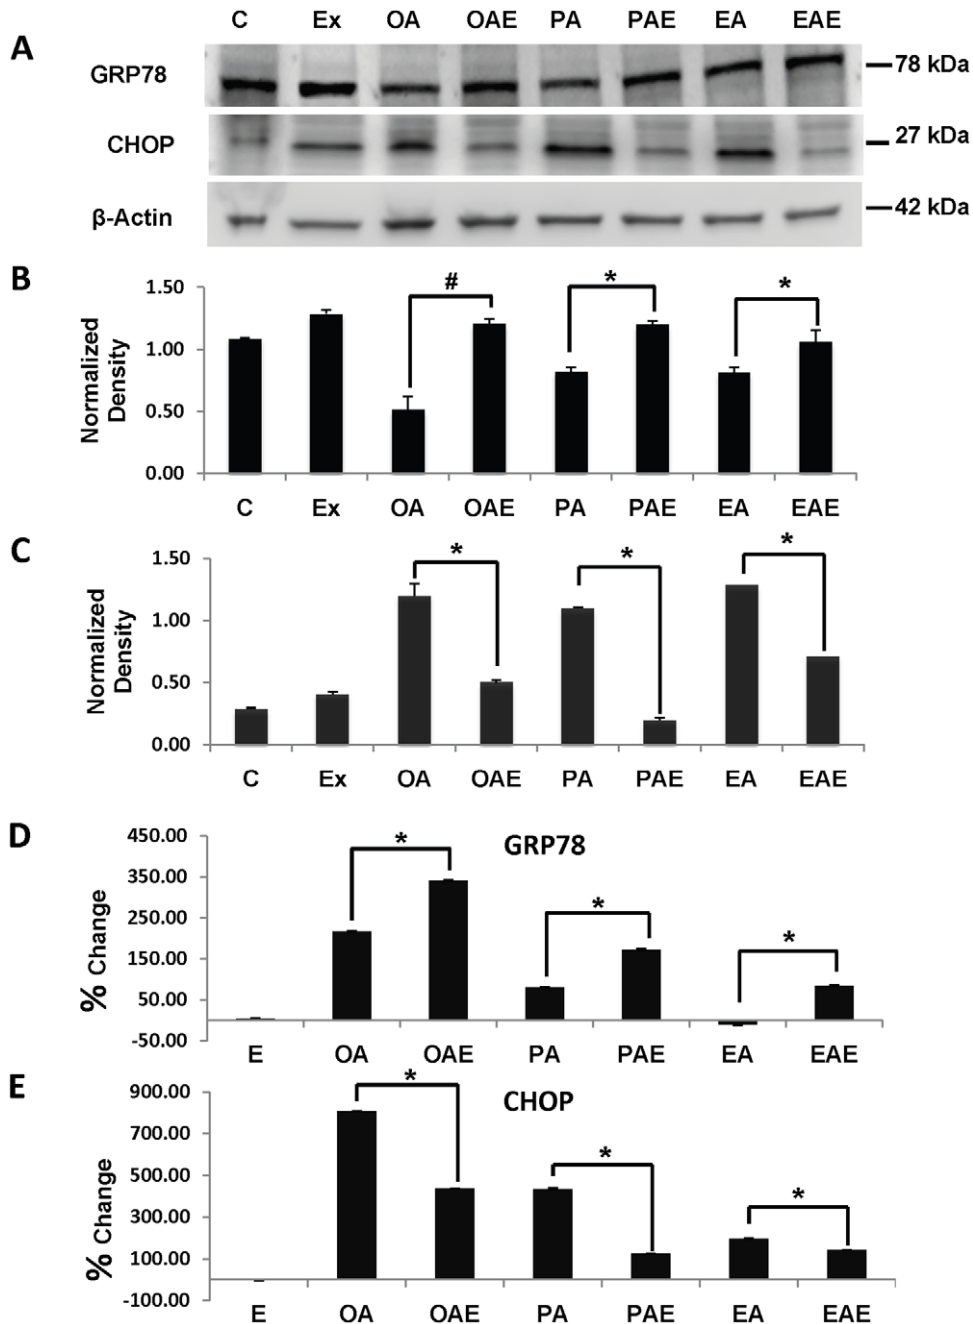 C Ex OA OAE PA PAE EA EAE
A
GRP78
78 kDa
CHOP
27 kDa
β-Actin
42 kDa
B
Normalized
Density
1.50
1.00
0.50
0.00
# * *
C Ex OA OAE PA PAE EA EAE
C
Normalized
Density
1.50
1.00
0.50
0.00
* * *
C Ex OA OAE PA PAE EA EAE
D
GRP78
% Change
450.00
350.00
250.00
150.00
50.00
-50.00
* * *
E OA OAE PA PAE EA EAE
E
CHOP
% Change
900.00
700.00
500.00
300.00
100.00
-100.00
* * *
E OA OAE PA PAE EA EAE